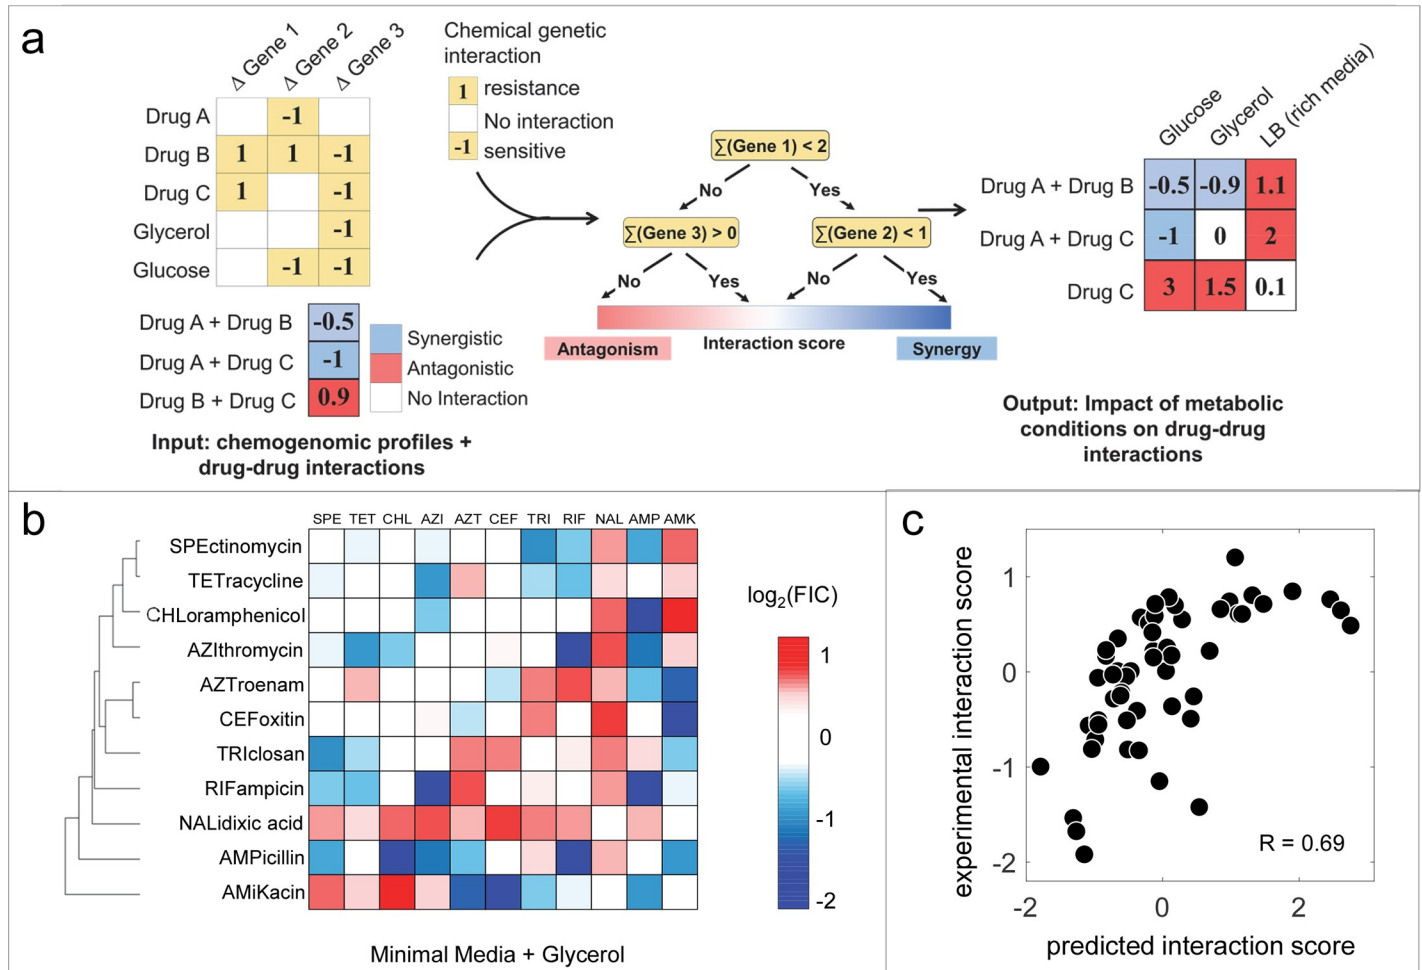 a
Δ Gene 1
Δ Gene 2
Δ Gene 3
Drug A -1
Drug B 1 1 -1
Drug C 1 -1
Glycerol -1
Glucose -1 -1
Drug A + Drug B -0.5
Drug A + Drug C -1
Drug B + Drug C 0.9
Synergistic
Antagonistic
No Interaction
Input: chemogenomic profiles +
drug-drug interactions
Chemical genetic
interaction
1 resistance
No interaction
-1 sensitive
∑(Gene 1) < 2
No Yes
∑(Gene 3) > 0 ∑(Gene 2) < 1
No Yes No Yes
Antagonism Interaction score Synergy
Glucose
Glycerol
LB (rich media)
Drug A + Drug B -0.5 -0.9 1.1
Drug A + Drug C -1 0 2
Drug C 3 1.5 0.1
Output: Impact of metabolic
conditions on drug-drug
interactions
b
SPE TET CHL AZI AZT CEF TRI RIF NAL AMP AMK
SPEctinomycin
TETracycline
CHLoramphenicol
AZIthromycin
AZTroenam
CEFoxitin
TRIclosan
RIFampicin
NALidixic acid
AMPicillin
AMiKacin
Minimal Media + Glycerol
log2(FIC)
1
0
-1
-2
c
experimental interaction score
1
0
-1
-2
R = 0.69
-2 0 2
predicted interaction score